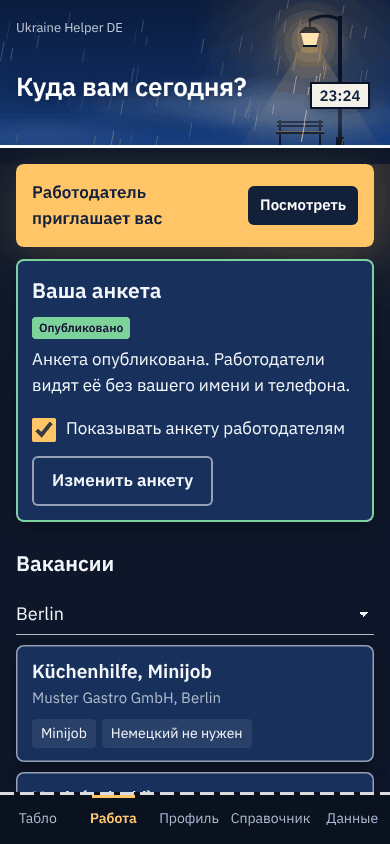 Ukraine Helper DE
Куда вам сегодня?
23:24
Работодатель
приглашает вас
Посмотреть
Ваша анкета
Опубликовано
Анкета опубликована. Работодатели
видят её без вашего имени и телефона.
Показывать анкету работодателям
Изменить анкету
Вакансии
Berlin
Küchenhilfe, Minijob
Muster Gastro GmbH, Berlin
Minijob
Немецкий не нужен
Табло
Работа
Профиль
Справочник
Данные